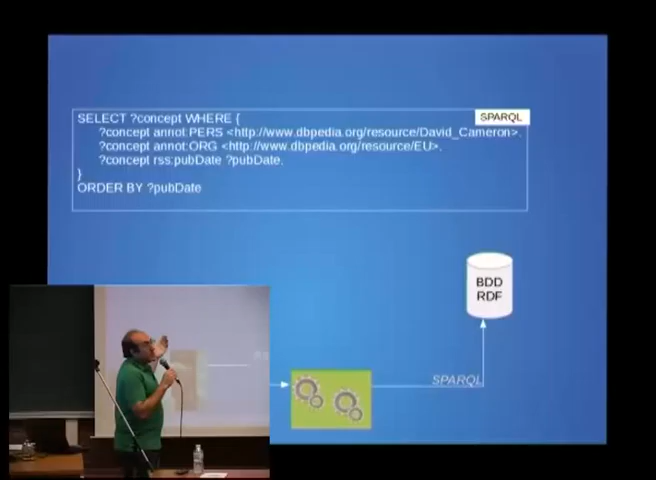 SPARQL
SELECT ?concept WHERE {
?concept annot:PERS <http://www.dbpedia.org/resource/David_Cameron>.
?concept annot:ORG <http://www.dbpedia.org/resource/EU>.
?concept rss:pubDate ?pubDate.
}
ORDER BY ?pubDate
BDD
RDF
SPARQL